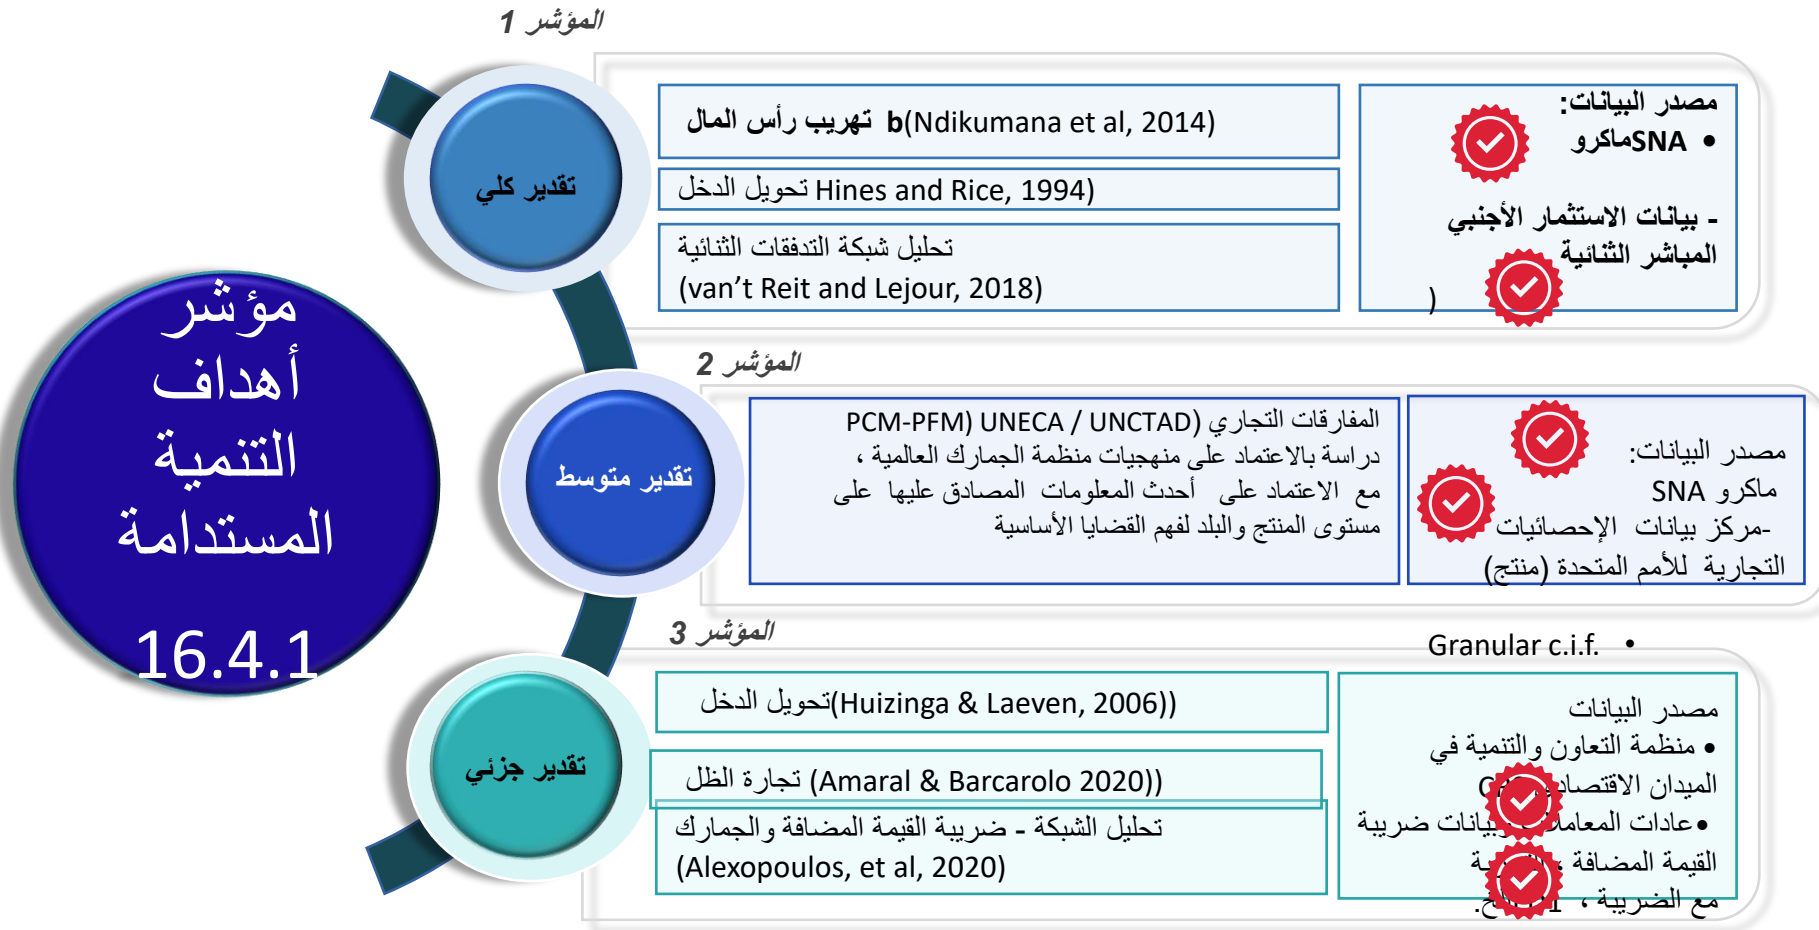 المؤشر 1
مؤشر
أهداف
التنمية
المستدامة
16.4.1
تقدير كلي
تهريب رأس المال b(Ndikumana et al, 2014)
تحويل الدخل Hines and Rice, 1994)
تحليل شبكة التدفقات الثنائية
(van't Reit and Lejour, 2018)
مصدر البيانات:
• SNAماكرو
- بيانات الاستثمار الأجنبي
المباشر الثنائية
(
المؤشر 2
تقدير متوسط
المفارقات التجاري (PCM-PFM) UNECA / UNCTAD
دراسة بالاعتماد على منهجيات منظمة الجمارك العالمية ،
مع الاعتماد على أحدث المعلومات المصادق عليها على
مستوى المنتج والبلد لفهم القضايا الأساسية
مصدر البيانات:
ماكرو SNA
-مركز بيانات الإحصائيات
التجارية للأمم المتحدة (منتج)
المؤشر 3
• Granular c.i.f.
تقدير جزئي
تحويل الدخل(Huizinga & Laeven, 2006))
تجارة الظل (Amaral & Barcarolo 2020))
تحليل الشبكة - ضريبة القيمة المضافة والجمارك
(Alexopoulos, et al, 2020)
مصدر البيانات
• منظمة التعاون والتنمية في
الميدان
•عادات بيانات ضريبة
القيمة المضافة ،
مع الضريبة ،